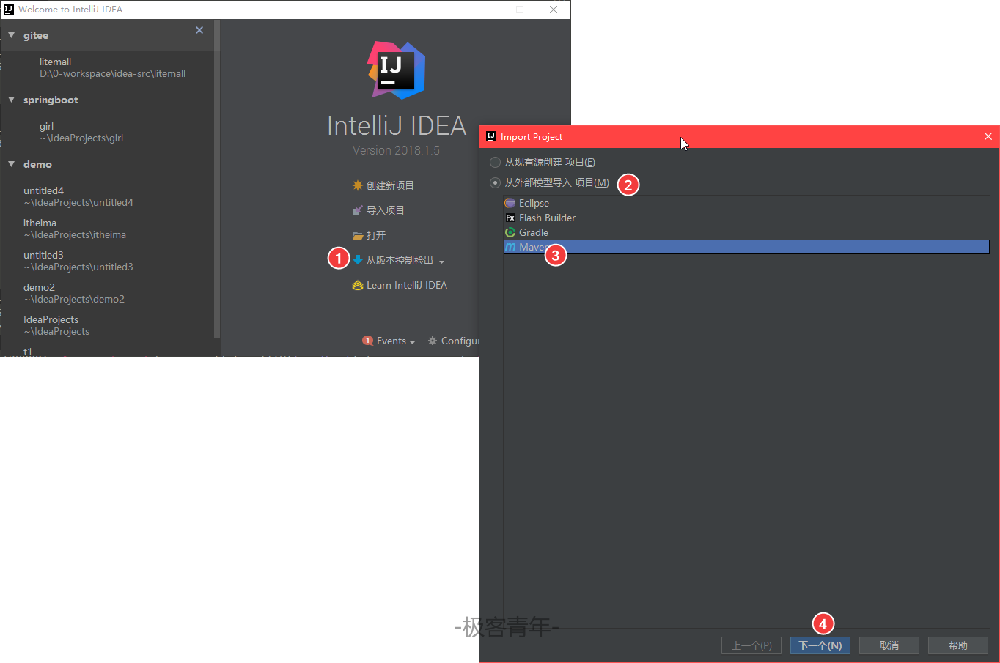 IJ Welcome to IntelliJ IDEA
gitee
litemall
D:\0-workspace\idea-src\litemall
springboot
girl
~\IdeaProjects\girl
demo
untitled4
~\IdeaProjects\untitled4
itheima
~\IdeaProjects\itheima
untitled3
~\IdeaProjects\untitled3
demo2
~\IdeaProjects\demo2
IdeaProjects
~\IdeaProjects
t1
IJ
IntelliJ IDEA
Version 2018.1.5
创建新项目
导入项目
打开
1 从版本控制检出
Learn IntelliJ IDEA
1 Events
Configu
IJ Import Project
从现有源创建 项目(E)
从外部模型导入 项目(M) 2
Eclipse
Fx Flash Builder
Gradle
m Maven 3
-极客青年-
4
上一个(P) 下一个(N) 取消 帮助